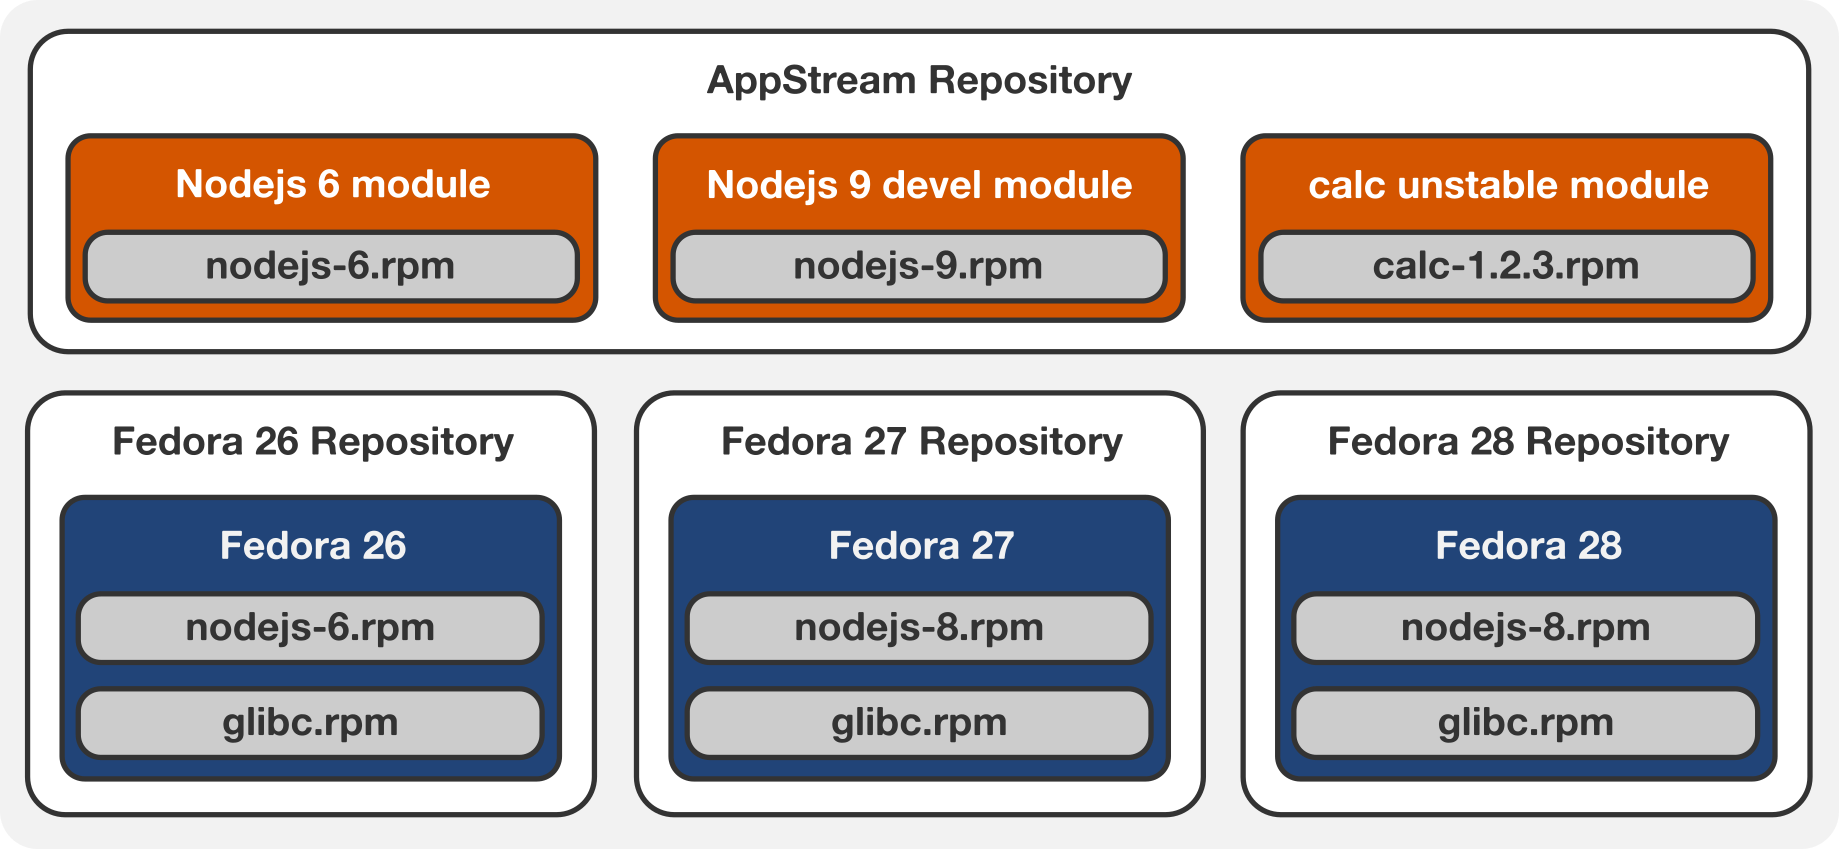 AppStream Repository
Nodejs 6 module
nodejs-6.rpm
Nodejs 9 devel module
nodejs-9.rpm
calc unstable module
calc-1.2.3.rpm
Fedora 26 Repository
Fedora 26
nodejs-6.rpm
glibc.rpm
Fedora 27 Repository
Fedora 27
nodejs-8.rpm
glibc.rpm
Fedora 28 Repository
Fedora 28
nodejs-8.rpm
glibc.rpm